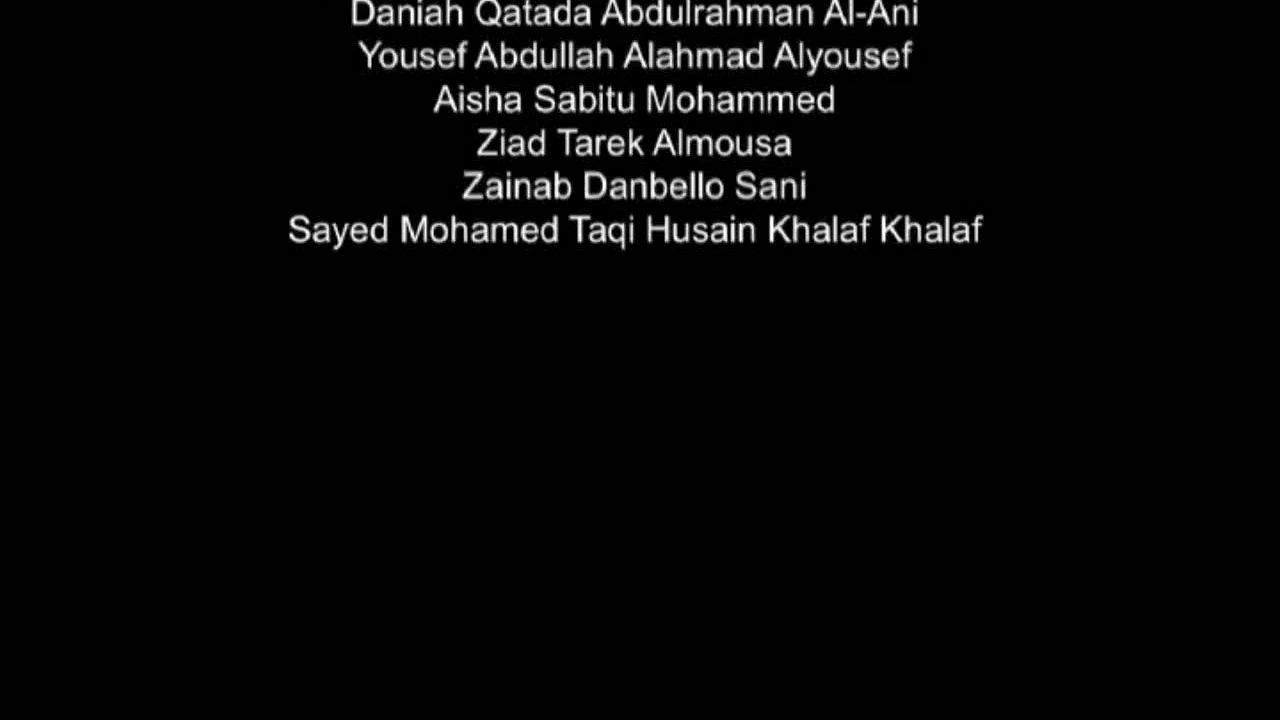 Daniah Qatada Abdulrahman Al-Ani
Yousef Abdullah Alahmad Alyousef
Aisha Sabitu Mohammed
Ziad Tarek Almousa
Zainab Danbello Sani
Sayed Mohamed Taqi Husain Khalaf Khalaf